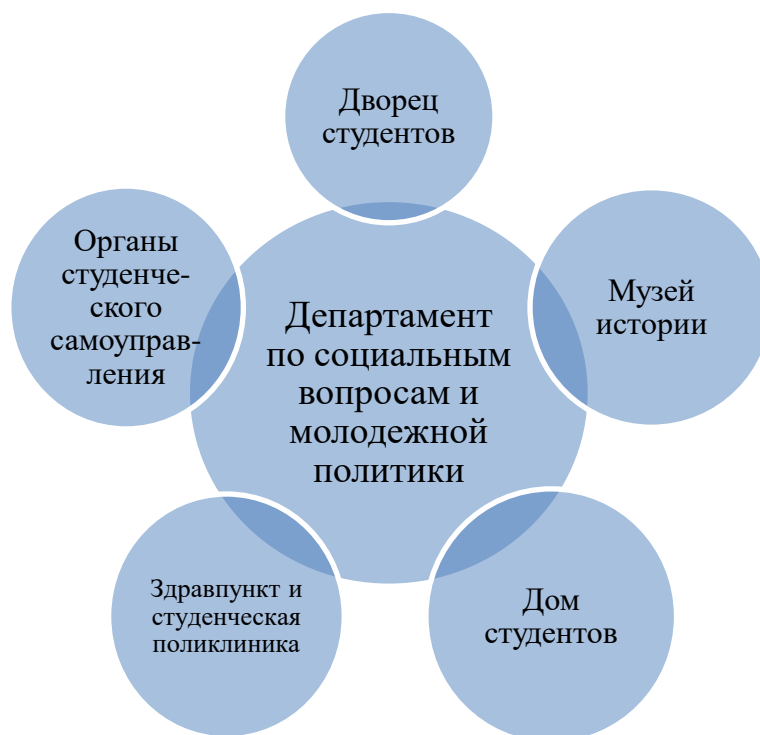 Дворец
студентов
Органы
студенче-
ского
самоуправ-
ления
Музей
истории
Департамент
по социальным
вопросам и
молодежной
политики
Здравпункт и
студенческая
поликлиника
Дом
студентов